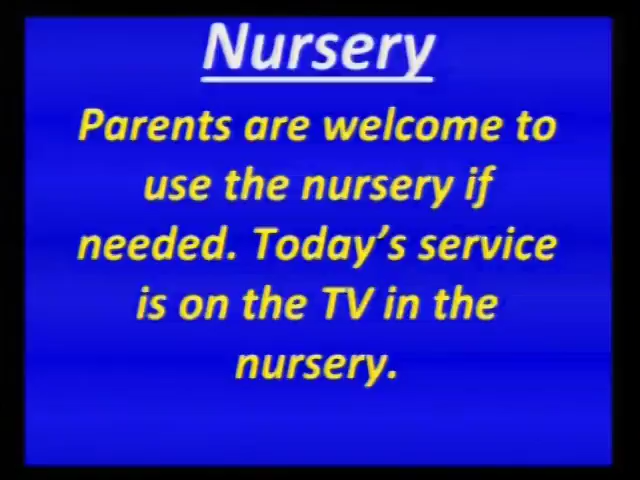 Nursery
Parents are welcome to
use the nursery if
needed. Today’s service
is on the TV in the
nursery.